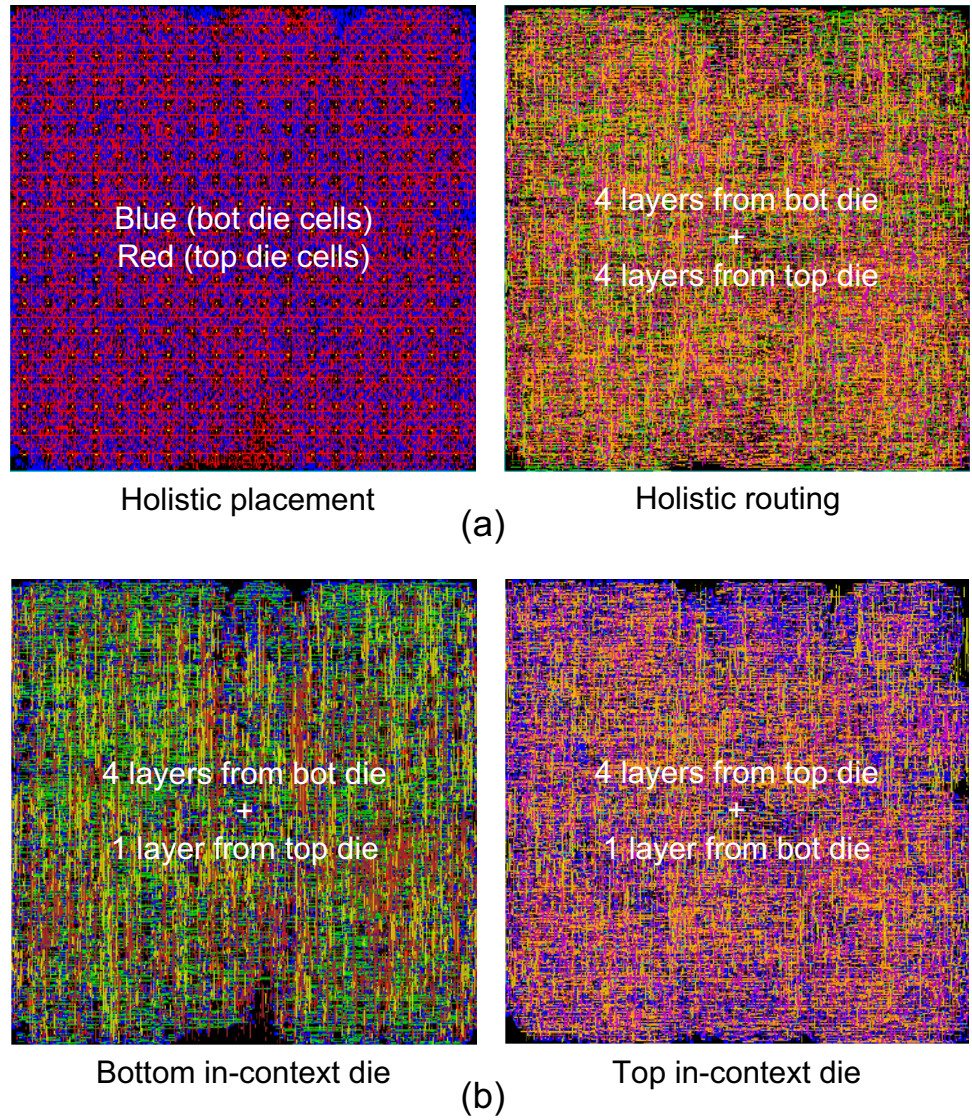 Blue (bot die cells)
Red (top die cells)
4 layers from bot die
+
4 layers from top die
Holistic placement
Holistic routing
(a)
4 layers from bot die
+
1 layer from top die
4 layers from top die
+
1 layer from bot die
Bottom in-context die
Top in-context die
(b)